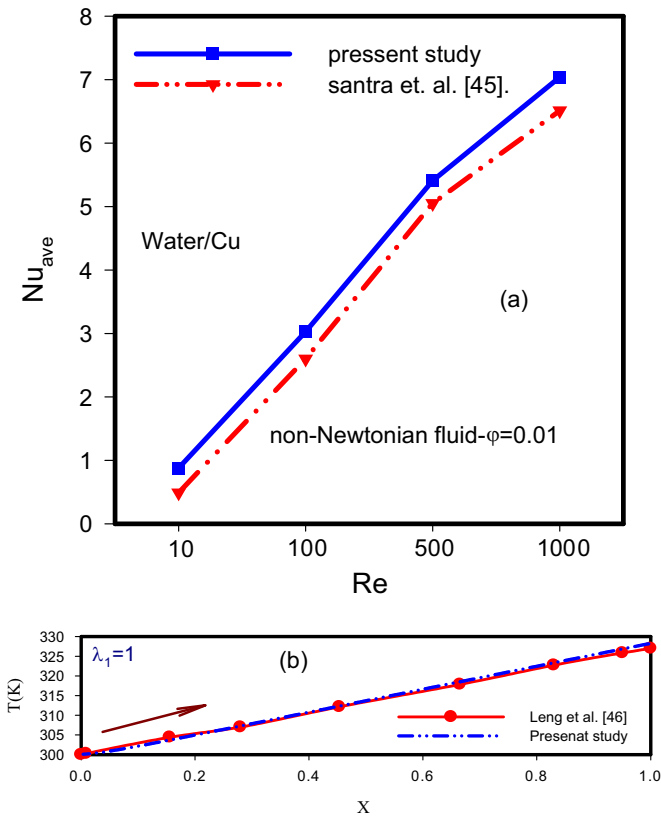 8
pressent study
7
santra et. al. [45].
6
5
Water/Cu
Nu_ave
4
(a)
3
2
non-Newtonian fluid-φ=0.01
1
0
10 100 500 1000
Re
330
λ₁=1
(b)
325
320
T(K)
315
310
Leng et al. [46]
305
Presenat study
300
0.0 0.2 0.4 0.6 0.8 1.0
X